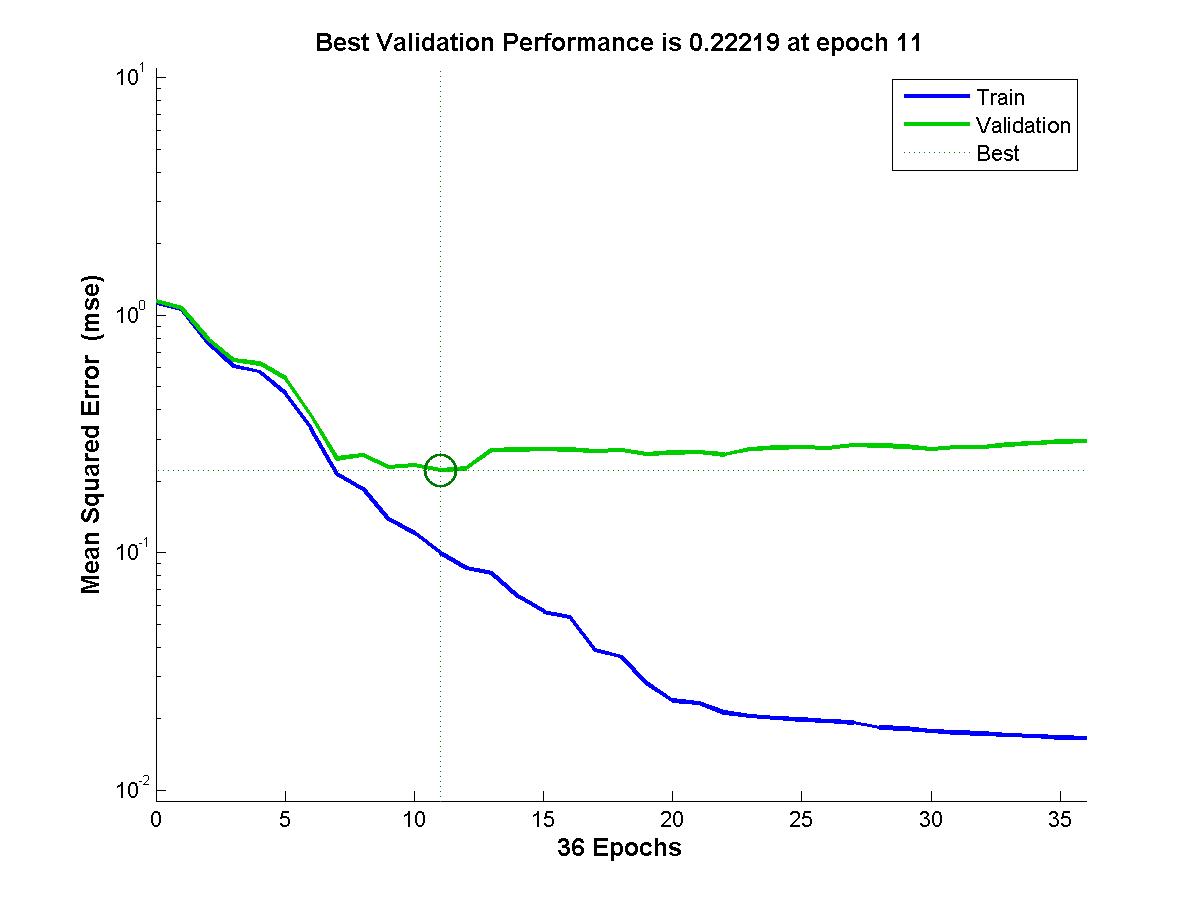 Best Validation Performance is 0.22219 at epoch 11
Train
Validation
Best
Mean Squared Error (mse)
10^1
10^0
10^-1
10^-2
0 5 10 15 20 25 30 35
36 Epochs